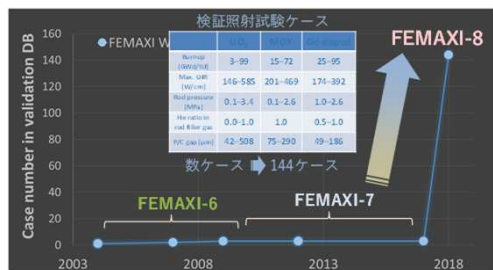 検証照射試験ケース
FEMAXI-8
UO₂ MOX Gd-doped
Burnup (GWd/tU) 3–99 15–72 25–95
Max. LHR (W/cm) 146–585 201–469 174–392
Rod pressure (MPa) 0.1–3.4 0.1–2.6 1.0–2.6
He ratio in rod filler gas 0.0–1.0 1.0 0.5–1.0
P/C gap (μm) 42–508 75–290 49–186
数ケース 144ケース
FEMAXI
FEMAXI-6
FEMAXI-7
Case number in validation DB
160
140
120
100
80
60
40
20
0
2003 2008 2013 2018